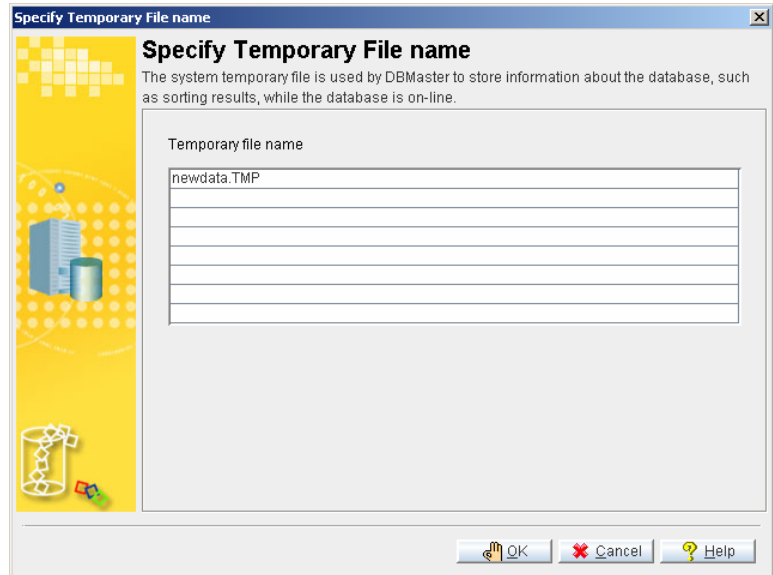 Specify Temporary File name
Specify Temporary File name
The system temporary file is used by DBMaster to store information about the database, such
as sorting results, while the database is on-line.
Temporary file name
newdata.TMP
OK Cancel Help